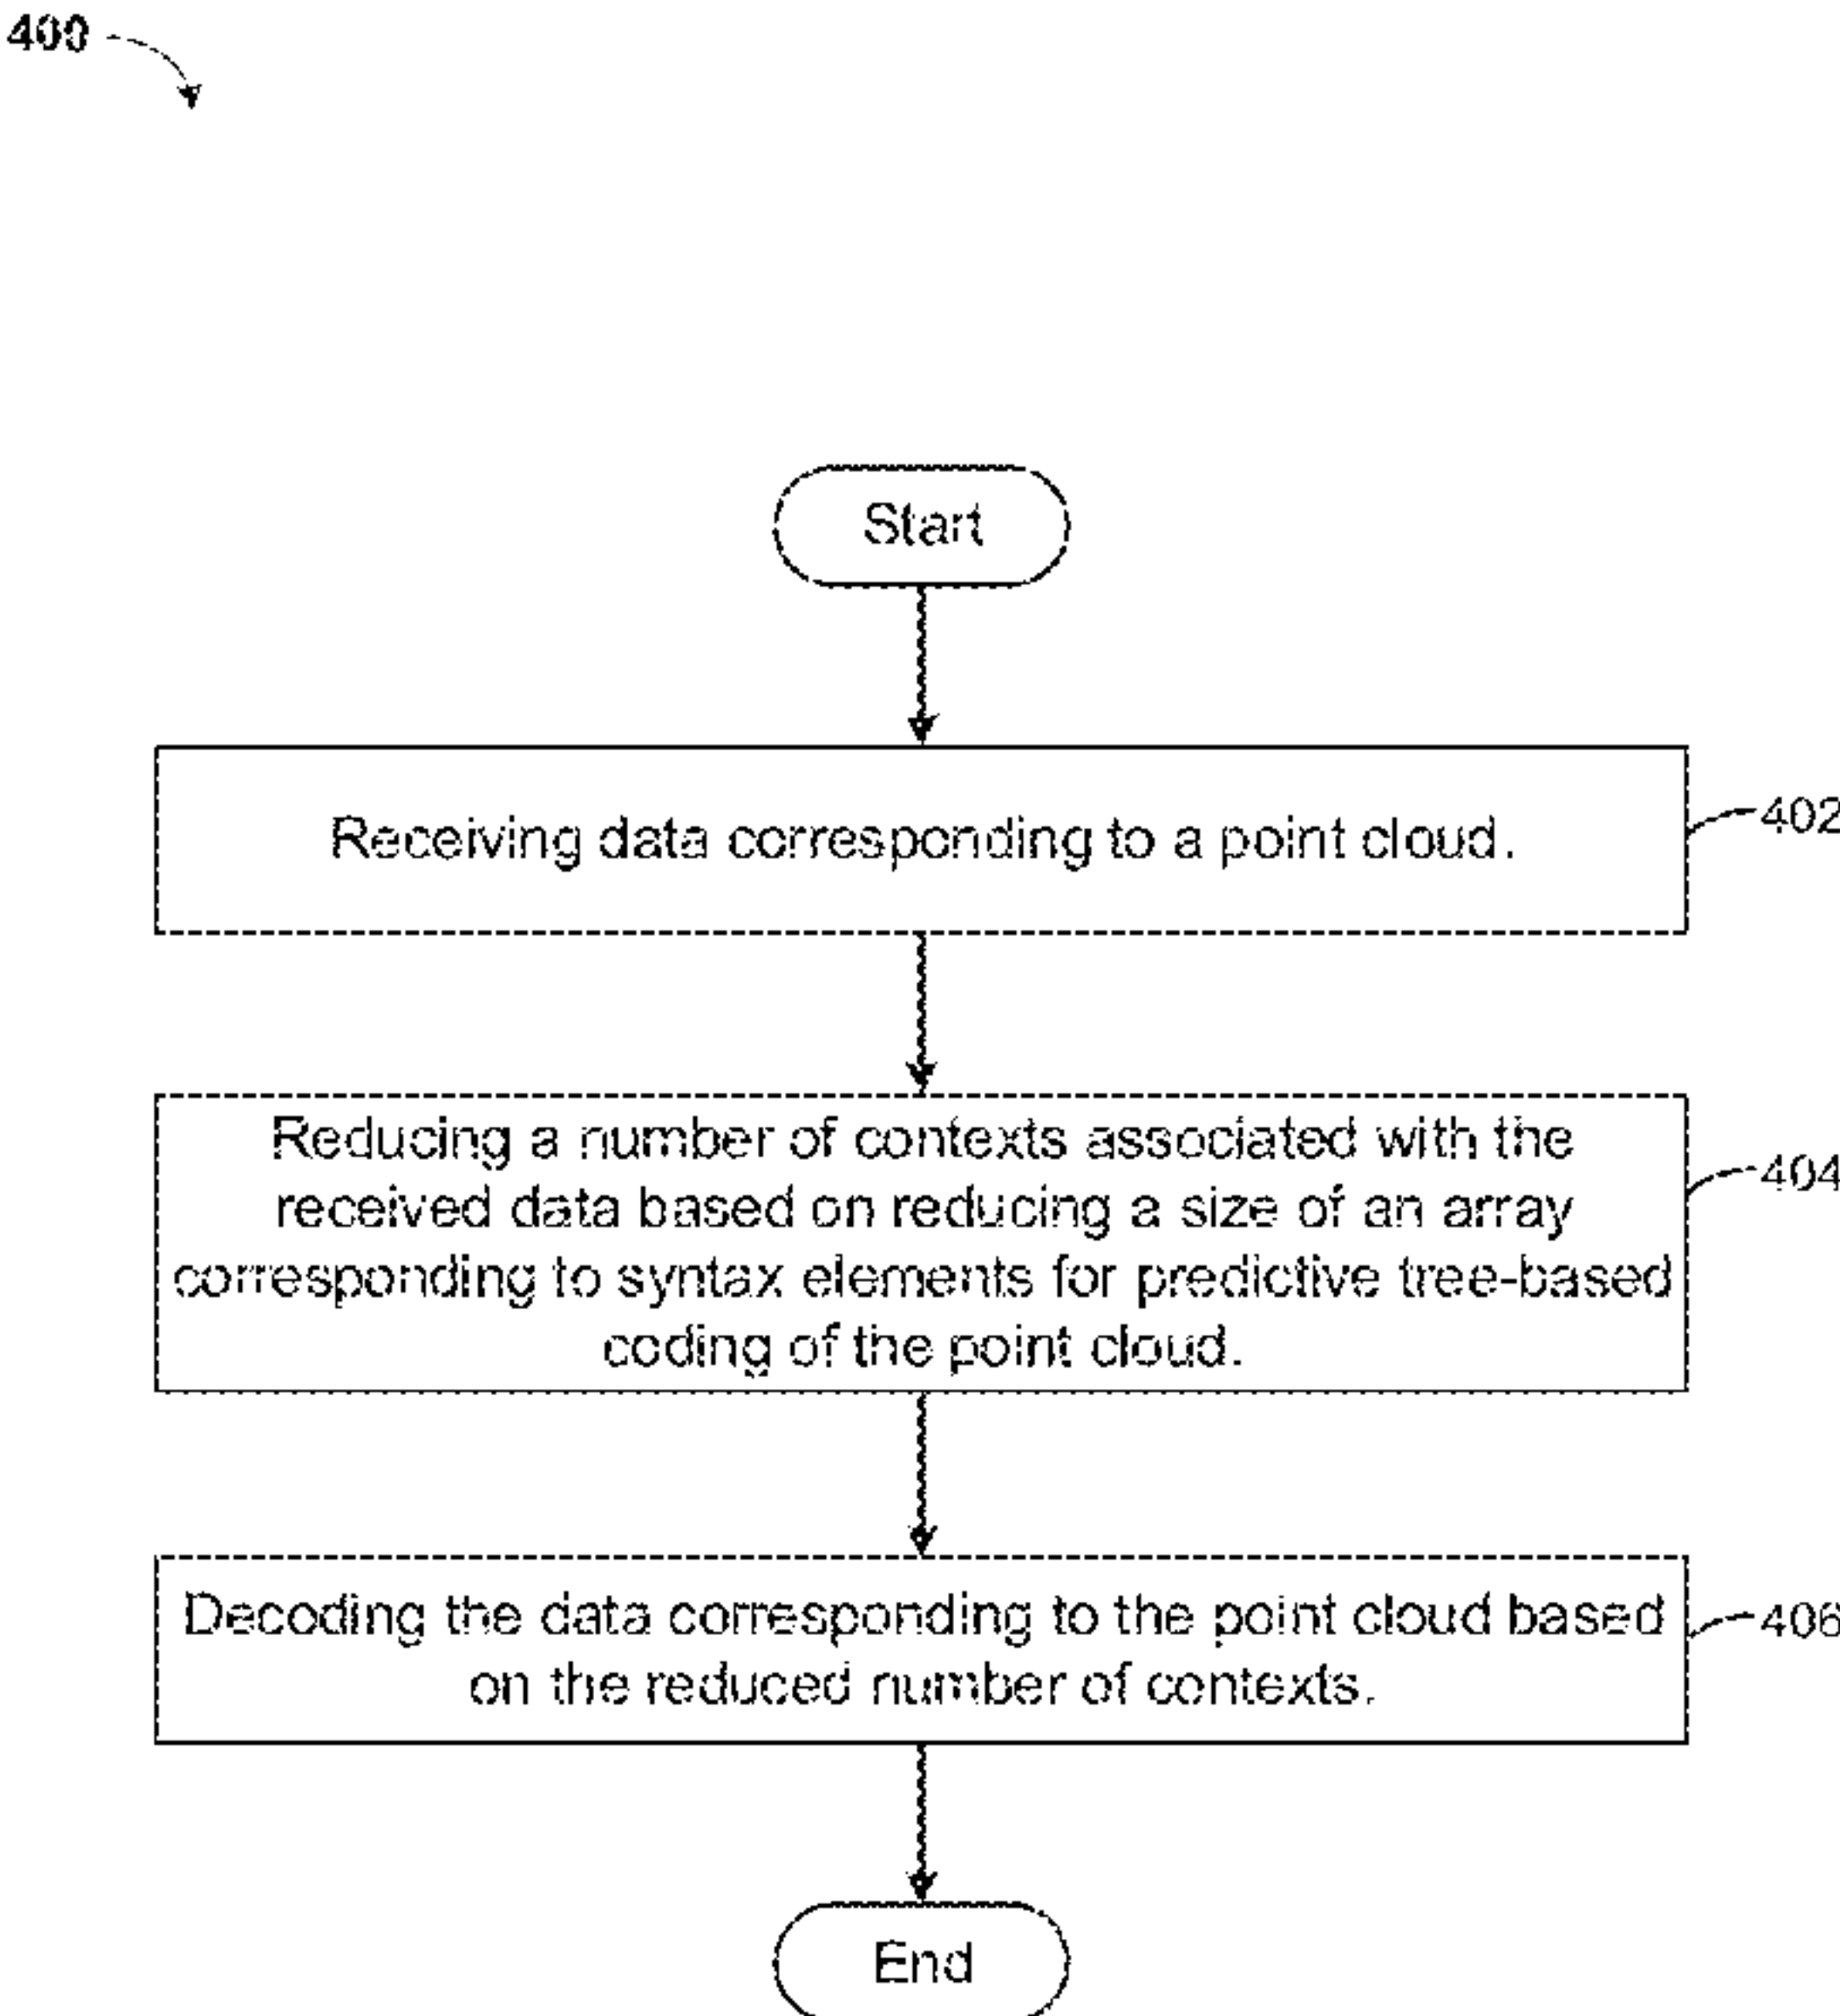 400
Start
Receiving data corresponding to a point cloud.
402
Reducing a number of contexts associated with the
received data based on reducing a size of an array
corresponding to syntax elements for predictive tree-based
coding of the point cloud.
404
Decoding the data corresponding to the point cloud based
on the reduced number of contexts.
406
End